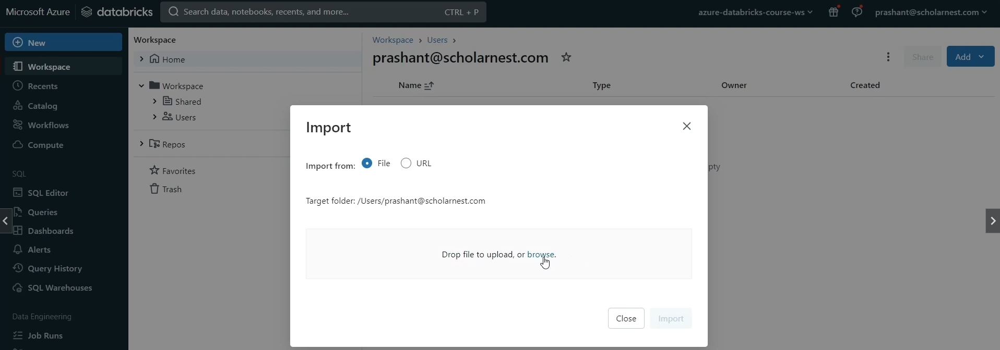 Microsoft Azure
databricks
Search data, notebooks, recents, and more...
CTRL + P
azure-databricks-course-ws
prashant@scholarnest.com
New
Workspace
Recents
Catalog
Workflows
Compute
SQL
SQL Editor
Queries
Dashboards
Alerts
Query History
SQL Warehouses
Data Engineering
Job Runs
Workspace
Home
Workspace
Shared
Users
Repos
Favorites
Trash
Workspace > Users >
prashant@scholarnest.com
Share
Add
Name
Type
Owner
Created
pty
Import
Import from: File URL
Target folder: /Users/prashant@scholarnest.com
Drop file to upload, or browse.
Close
Import